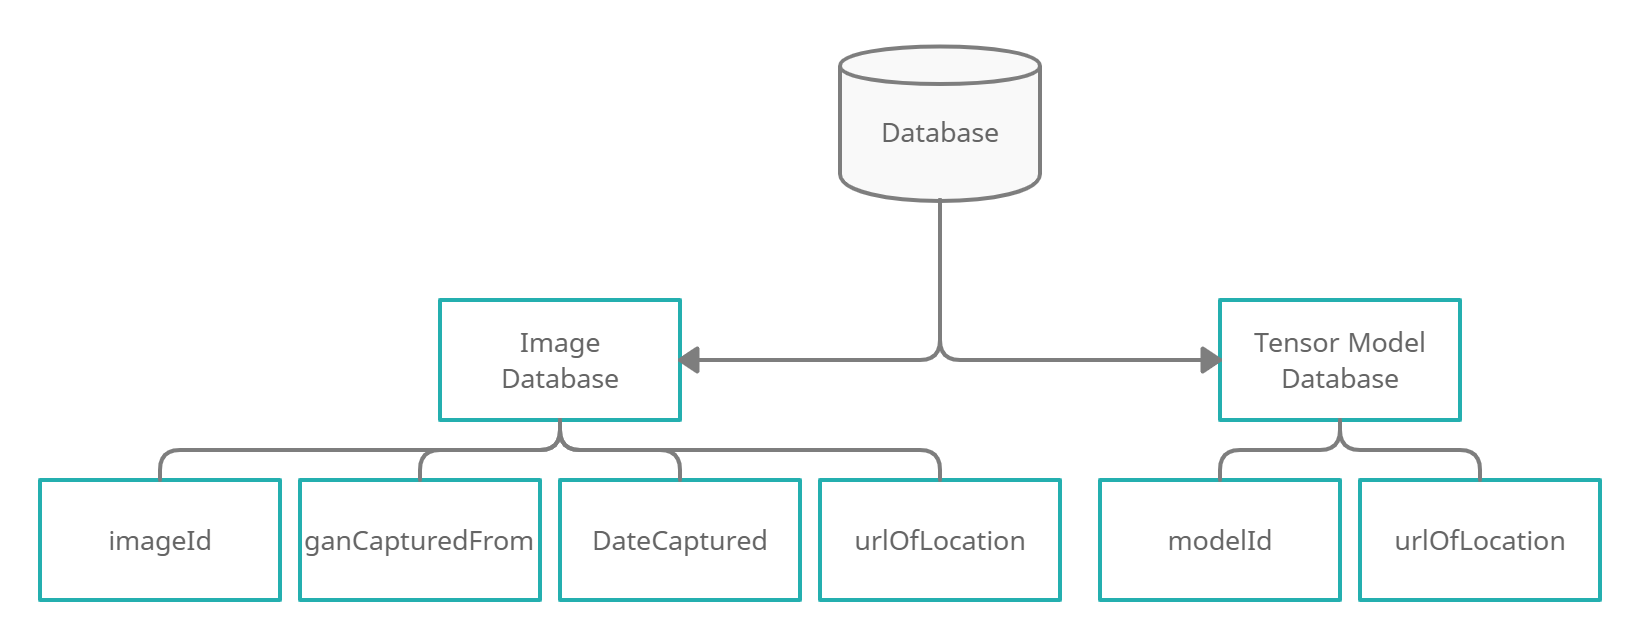 Database
Image
Database
Tensor Model
Database
imageId
ganCapturedFrom
DateCaptured
urlOfLocation
modelId
urlOfLocation